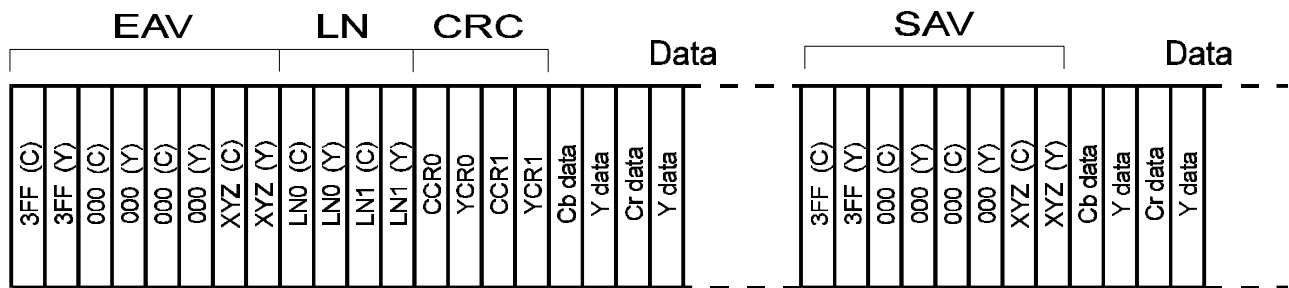 EAV LN CRC SAV
Data Data
3FF (C)
3FF (Y)
000 (C)
000 (Y)
000 (C)
000 (Y)
XYZ (C)
XYZ (Y)
LN0 (C)
LN0 (Y)
LN1 (C)
LN1 (Y)
CCR0
YCR0
CCR1
YCR1
Cb data
Y data
Cr data
Y data
3FF (C)
3FF (Y)
000 (C)
000 (Y)
000 (C)
000 (Y)
XYZ (C)
XYZ (Y)
Cb data
Y data
Cr data
Y data